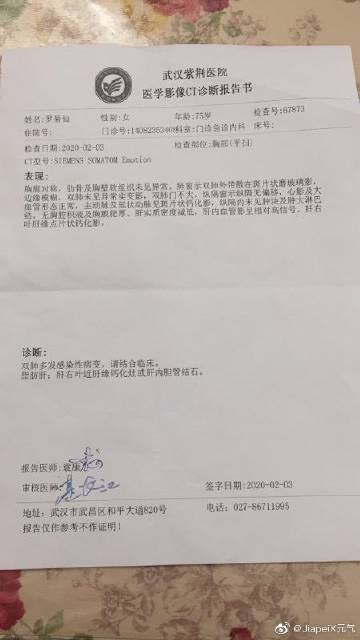 武汉紫荆医院
医学影像CT诊断报告书
姓名:罗菊仙 性别:女 年龄:75岁 检查号:67873
住院号: 门诊号:1408235340 科室:门诊急诊内科 床号:
检查日期:2020-02-03 检查部位:胸部(平扫)
CT型号:SIEMENS SOMATOM Emotion
表现:
胸廓对称, 肋骨及胸壁软组织未见异常。肺窗示双肺外带散在斑片状磨玻璃影,
边缘模糊, 双肺未见异常实变影, 双肺门不大。纵隔窗示纵隔无偏移, 心影及大
血管形态正常, 主动脉及冠状动脉见斑片状钙化影, 纵隔内未见肿块及肿大淋巴
结。无胸腔积液及胸膜肥厚。肝实质密度减低, 肝内血管影呈相对高信号。肝右
叶肝缘点片状钙化影。
诊断:
双肺多发感染性病变, 请结合临床。
脂肪肝; 肝右叶近肝缘钙化灶或肝内胆管结石。
报告医师:袁康
审核医师: 签字日期:2020-02-03
地址: 武汉市武昌区和平大道820号 电话:027-86711995
报告仅作参考不作证明!
@JiapeiX元气